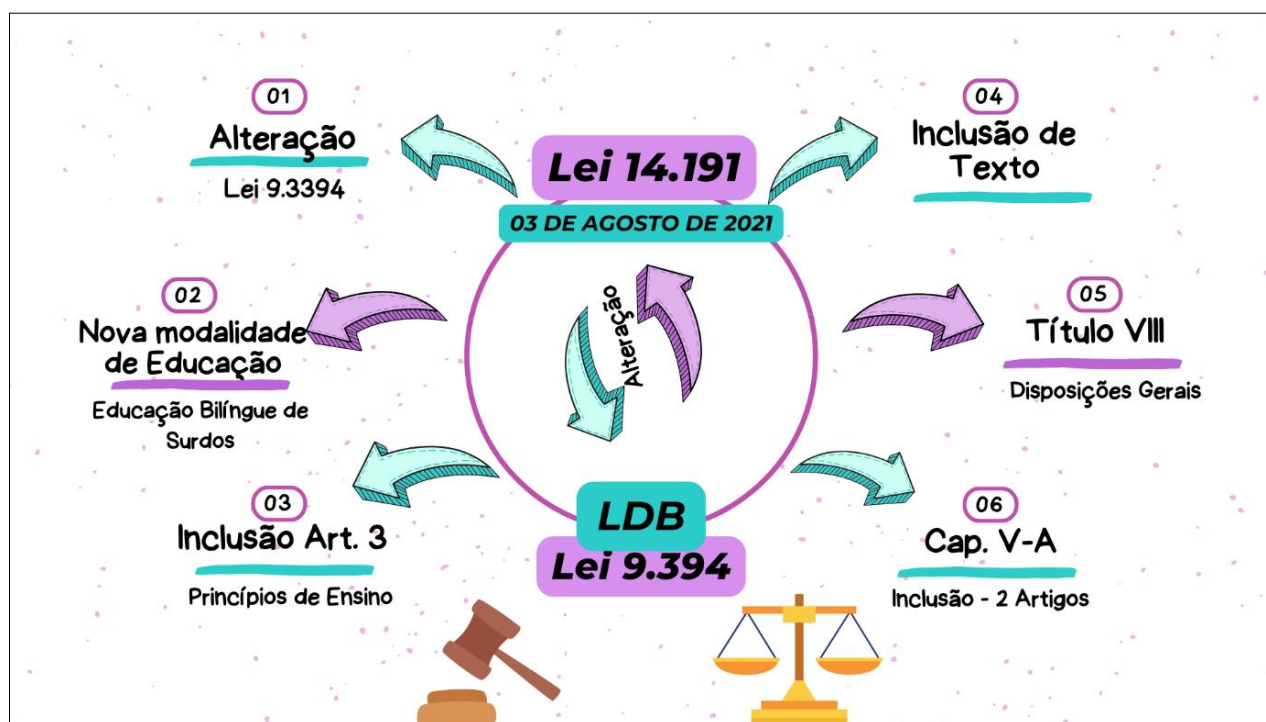 01
Alteração
Lei 9.3394
02
Nova modalidade
de Educação
Educação Bilíngue de
Surdos
03
Inclusão Art. 3
Princípios de Ensino
Lei 14.191
03 DE AGOSTO DE 2021
Alteração
LDB
Lei 9.394
04
Inclusão de
Texto
05
Título VIII
Disposições Gerais
06
Cap. V-A
Inclusão - 2 Artigos